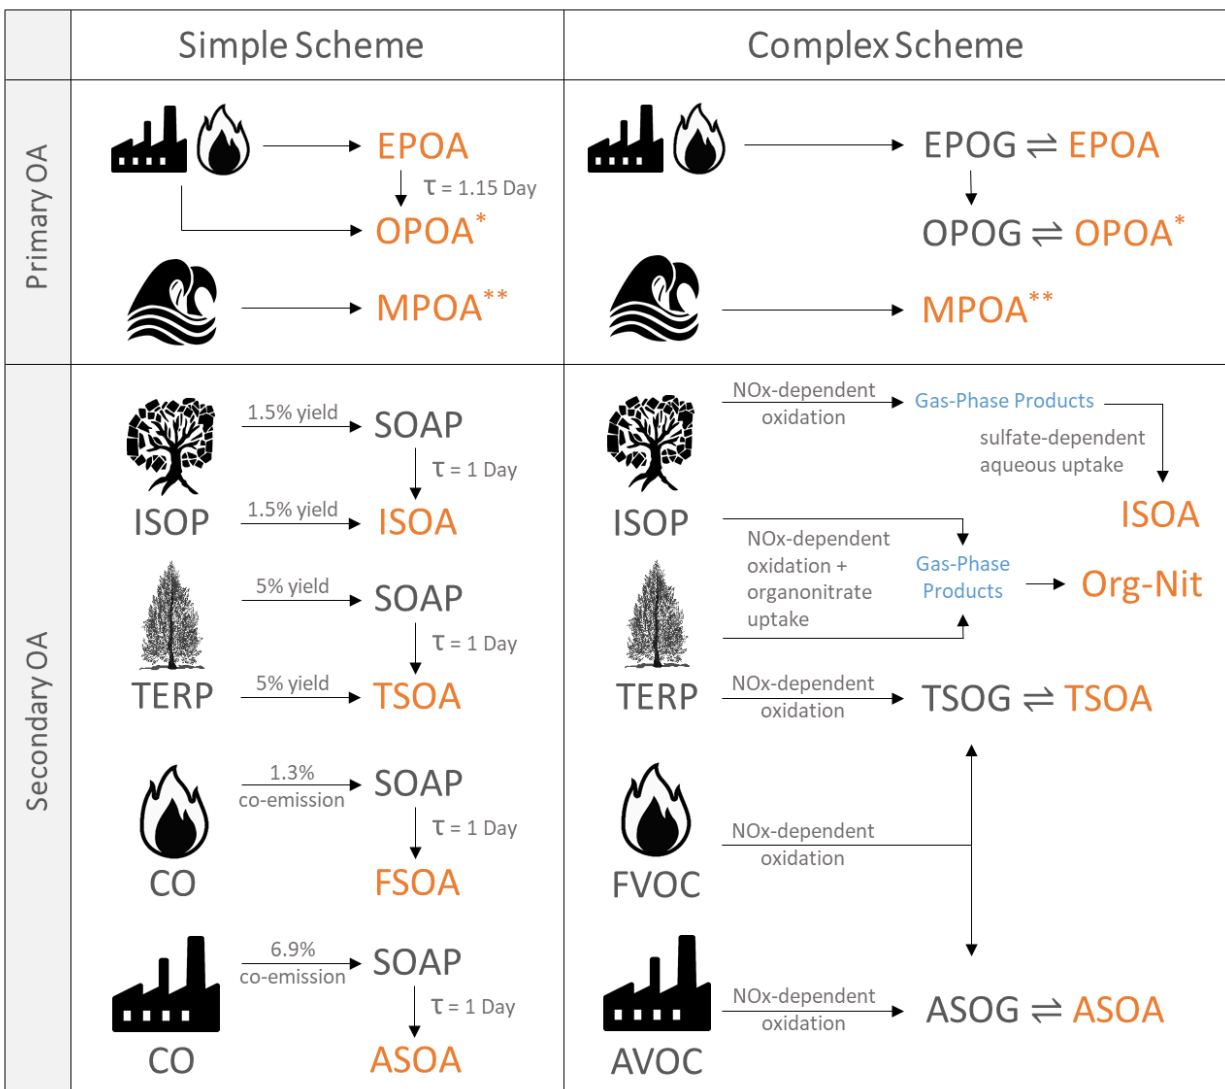 Simple Scheme
Complex Scheme
Primary OA
EPOA
τ = 1.15 Day
OPOA*
MPOA**
EPOG ⇌ EPOA
OPOG ⇌ OPOA*
MPOA**
Secondary OA
1.5% yield
SOAP
τ = 1 Day
ISOP
1.5% yield
ISOA
5% yield
SOAP
τ = 1 Day
TERP
5% yield
TSOA
1.3%
co-emission
SOAP
τ = 1 Day
CO
FSOA
6.9%
co-emission
SOAP
τ = 1 Day
CO
ASOA
NOx-dependent
oxidation
Gas-Phase Products
sulfate-dependent
aqueous uptake
ISOA
ISOP
NOx-dependent
oxidation +
organonitrate
uptake
Gas-Phase
Products
Org-Nit
TERP
NOx-dependent
oxidation
TSOG ⇌ TSOA
NOx-dependent
oxidation
FVOC
NOx-dependent
oxidation
ASOG ⇌ ASOA
AVOC